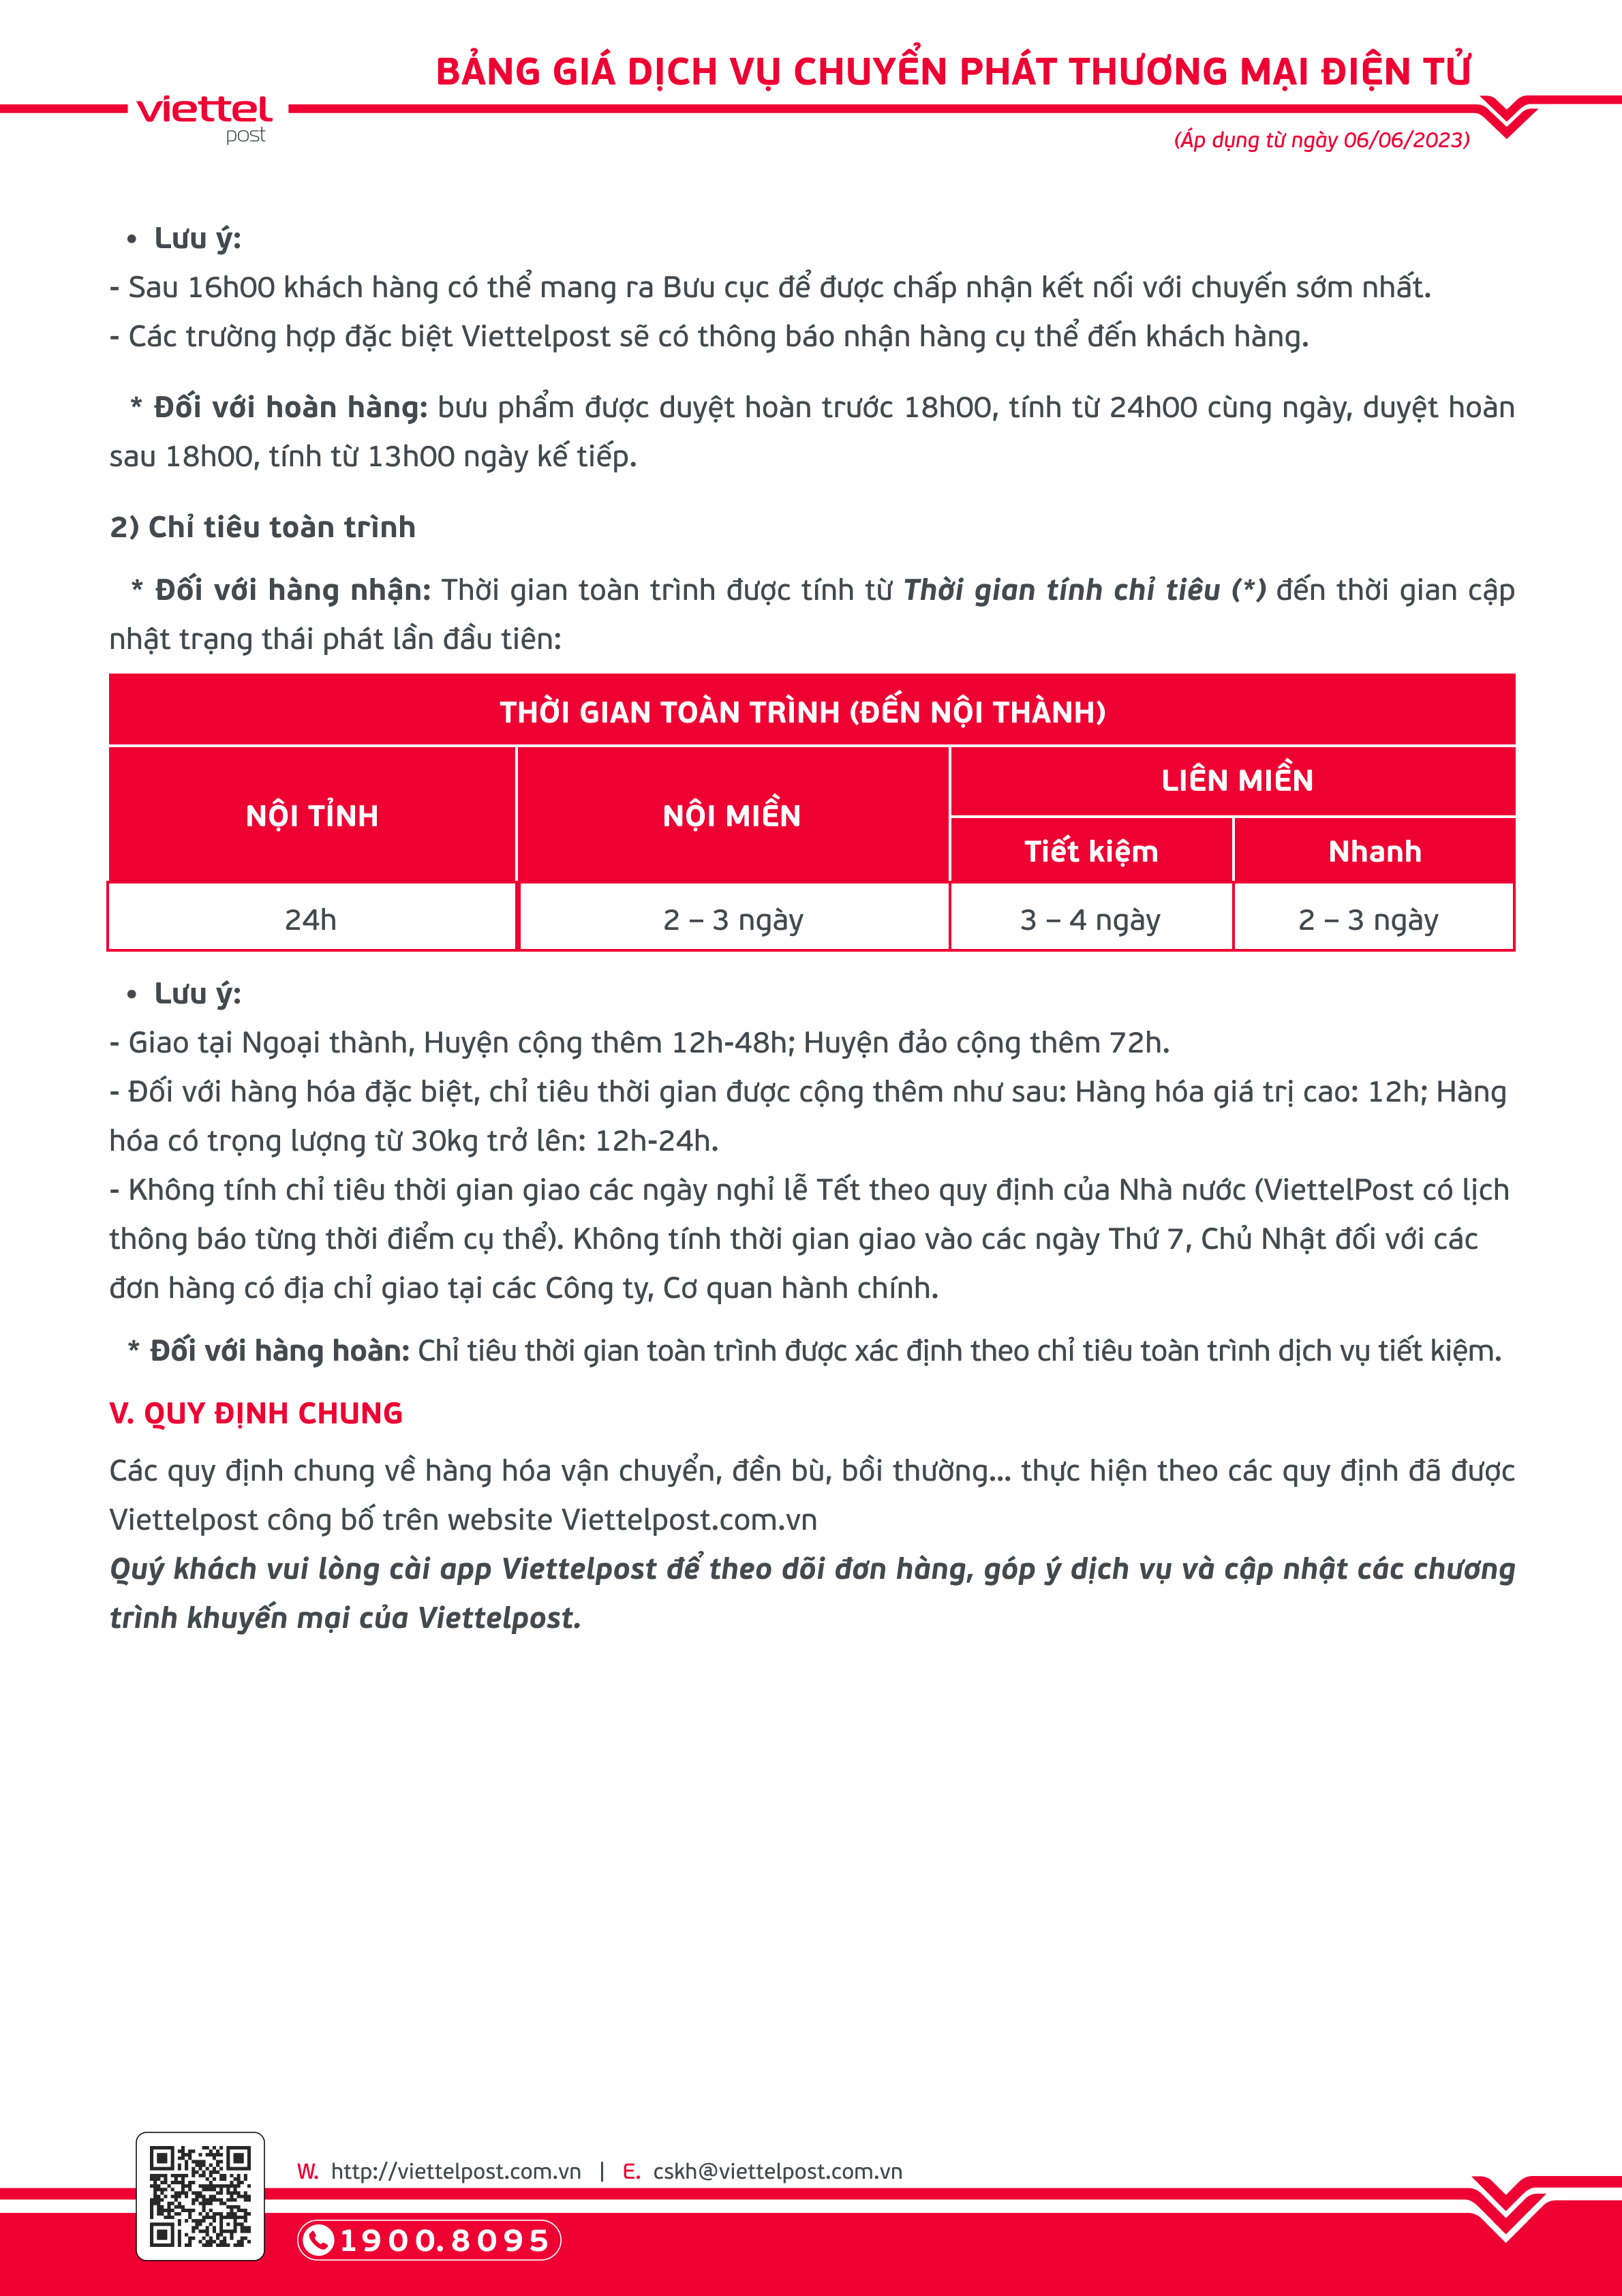 BẢNG GIÁ DỊCH VỤ CHUYỂN PHÁT THƯƠNG MẠI ĐIỆN TỬ
viettel
post
(Áp dụng từ ngày 06/06/2023)
• Lưu ý:
- Sau 16h00 khách hàng có thể mang ra Bưu cục để được chấp nhận kết nối với chuyến sớm nhất.
- Các trường hợp đặc biệt Viettelpost sẽ có thông báo nhận hàng cụ thể đến khách hàng.
* Đối với hoàn hàng: bưu phẩm được duyệt hoàn trước 18h00, tính từ 24h00 cùng ngày, duyệt hoàn
sau 18h00, tính từ 13h00 ngày kế tiếp.
2) Chỉ tiêu toàn trình
* Đối với hàng nhận: Thời gian toàn trình được tính từ Thời gian tính chỉ tiêu (*) đến thời gian cập
nhật trạng thái phát lần đầu tiên:
THỜI GIAN TOÀN TRÌNH (ĐẾN NỘI THÀNH)
NỘI TỈNH
NỘI MIỀN
LIÊN MIỀN
Tiết kiệm
Nhanh
24h
2 – 3 ngày
3 – 4 ngày
2 – 3 ngày
• Lưu ý:
- Giao tại Ngoại thành, Huyện cộng thêm 12h-48h; Huyện đảo cộng thêm 72h.
- Đối với hàng hóa đặc biệt, chỉ tiêu thời gian được cộng thêm như sau: Hàng hóa giá trị cao: 12h; Hàng
hóa có trọng lượng từ 30kg trở lên: 12h-24h.
- Không tính chỉ tiêu thời gian giao các ngày nghỉ lễ Tết theo quy định của Nhà nước (ViettelPost có lịch
thông báo từng thời điểm cụ thể). Không tính thời gian giao vào các ngày Thứ 7, Chủ Nhật đối với các
đơn hàng có địa chỉ giao tại các Công ty, Cơ quan hành chính.
* Đối với hàng hoàn: Chỉ tiêu thời gian toàn trình được xác định theo chỉ tiêu toàn trình dịch vụ tiết kiệm.
V. QUY ĐỊNH CHUNG
Các quy định chung về hàng hóa vận chuyển, đền bù, bồi thường... thực hiện theo các quy định đã được
Viettelpost công bố trên website Viettelpost.com.vn
Quý khách vui lòng cài app Viettelpost để theo dõi đơn hàng, góp ý dịch vụ và cập nhật các chương
trình khuyến mại của Viettelpost.
W. http://viettelpost.com.vn | E. cskh@viettelpost.com.vn
1900.8095